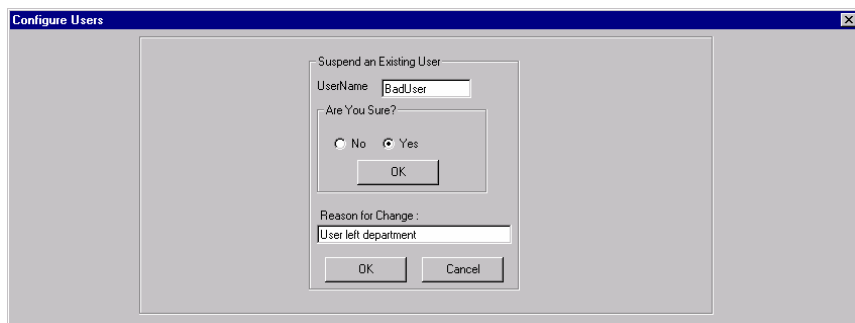 Configure Users
Suspend an Existing User
UserName BadUser
Are You Sure?
No Yes
OK
Reason for Change :
User left department
OK Cancel